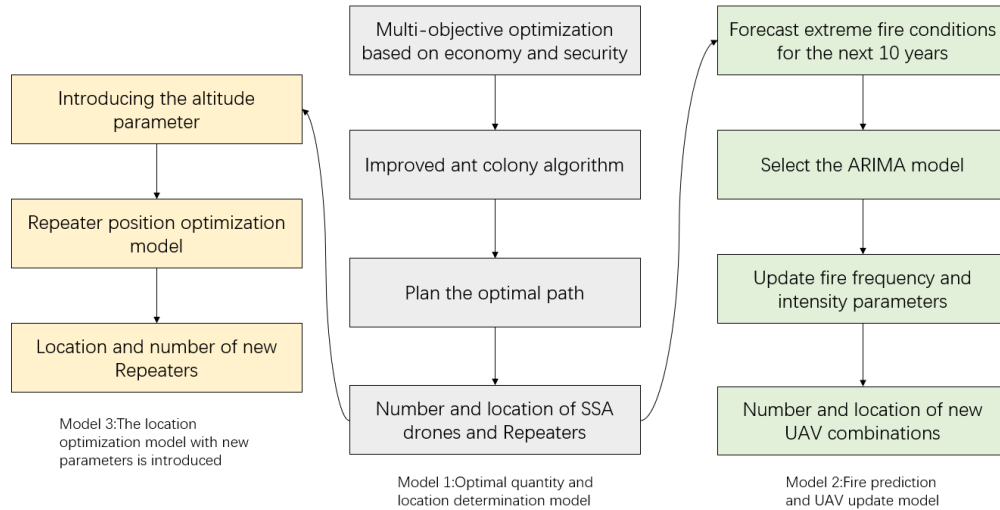 Multi-objective optimization
based on economy and security
Improved ant colony algorithm
Plan the optimal path
Number and location of SSA
drones and Repeaters
Model 1:Optimal quantity and
location determination model
Forecast extreme fire conditions
for the next 10 years
Select the ARIMA model
Update fire frequency and
intensity parameters
Number and location of new
UAV combinations
Model 2:Fire prediction
and UAV update model
Introducing the altitude
parameter
Repeater position optimization
model
Location and number of new
Repeaters
Model 3:The location
optimization model with new
parameters is introduced